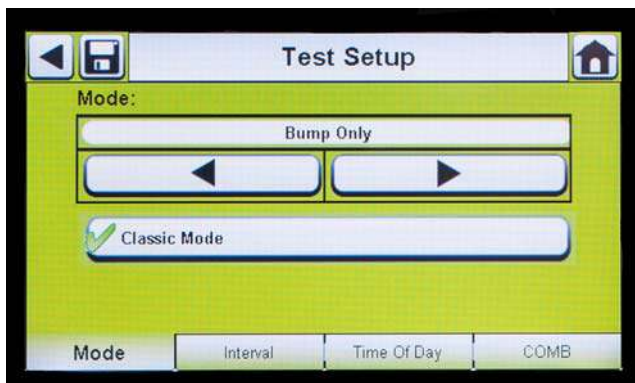 Test Setup
Mode:
Bump Only
Classic Mode
Mode Interval Time Of Day COMB